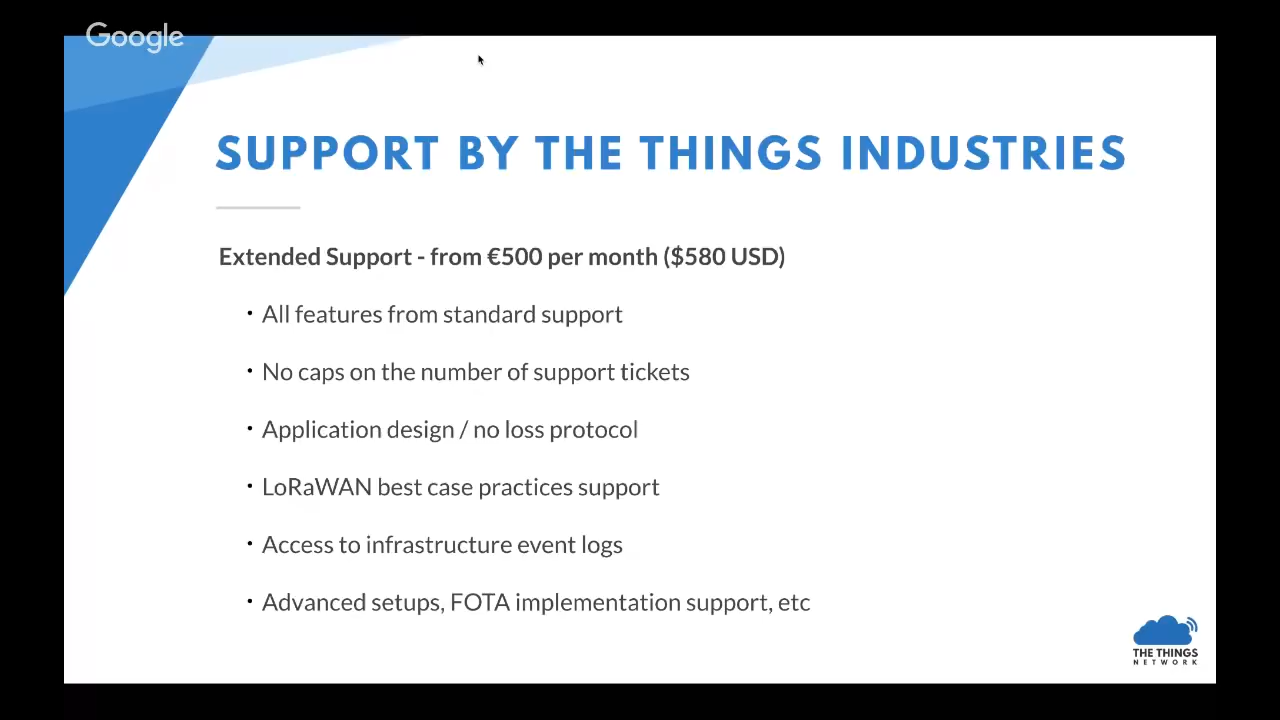 Google
SUPPORT BY THE THINGS INDUSTRIES
Extended Support - from €500 per month ($580 USD)
• All features from standard support
• No caps on the number of support tickets
• Application design / no loss protocol
• LoRaWAN best case practices support
• Access to infrastructure event logs
• Advanced setups, FOTA implementation support, etc
THE THINGS
NETWORK